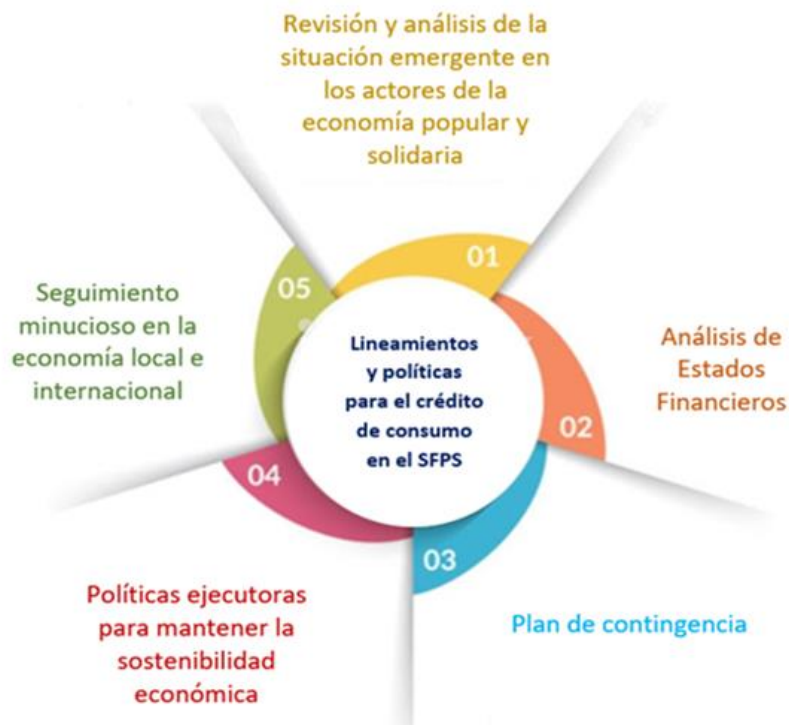 Revisión y análisis de la
situación emergente en
los actores de la
economía popular y
solidaria
01
Análisis de
Estados
Financieros
02
Plan de contingencia
03
Políticas ejecutoras
para mantener la
sostenibilidad
económica
04
Seguimiento
minucioso en la
economía local e
internacional
05
Lineamientos
y políticas
para el crédito
de consumo
en el SFPS